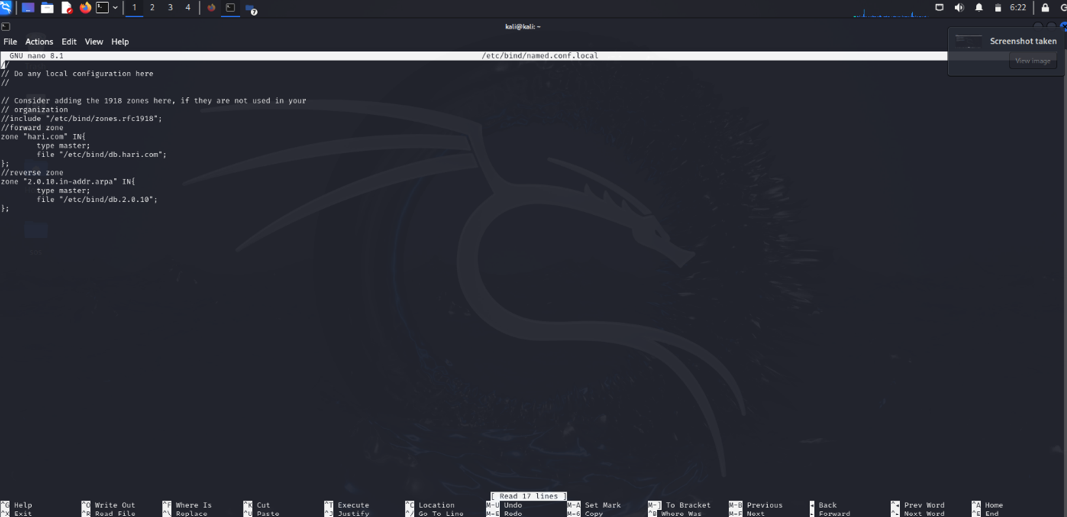 1 2 3 4 6:22
kali@kali: ~
File Actions Edit View Help
Screenshot taken
View image
GNU nano 8.1 /etc/bind/named.conf.local
//
// Do any local configuration here
//
// Consider adding the 1918 zones here, if they are not used in your
// organization
//include "/etc/bind/zones.rfc1918";
//forward zone
zone "hari.com" IN{
type master;
file "/etc/bind/db.hari.com";
};
//reverse zone
zone "2.0.10.in-addr.arpa" IN{
type master;
file "/etc/bind/db.2.0.10";
};
[ Read 17 lines ]
^G Help ^O Write Out ^F Where Is ^K Cut ^T Execute ^C Location M-U Undo M-A Set Mark M-] To Bracket M-B Previous Back Prev Word ^A Home
^X Exit ^R Read File ^\ Replace ^U Paste ^J Justify ^/ Go To Line M-E Redo M-6 Copy ^B Where Was M-F Next Forward Next Word ^E End